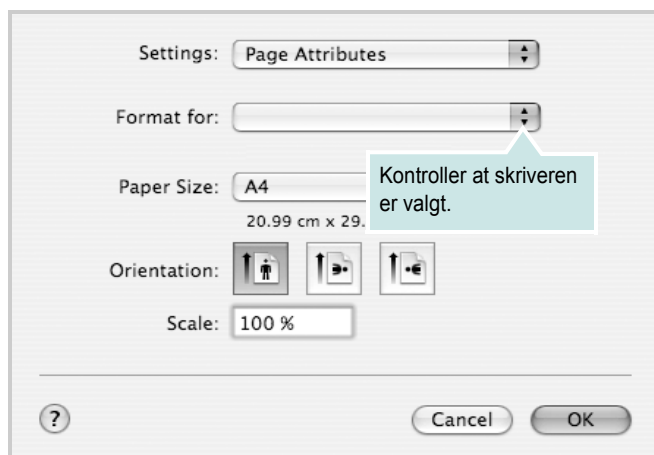 Settings: Page Attributes
Format for:
Kontroller at skriveren
er valgt.
Paper Size: A4
20.99 cm x 29.
Orientation:
Scale: 100 %
? Cancel OK